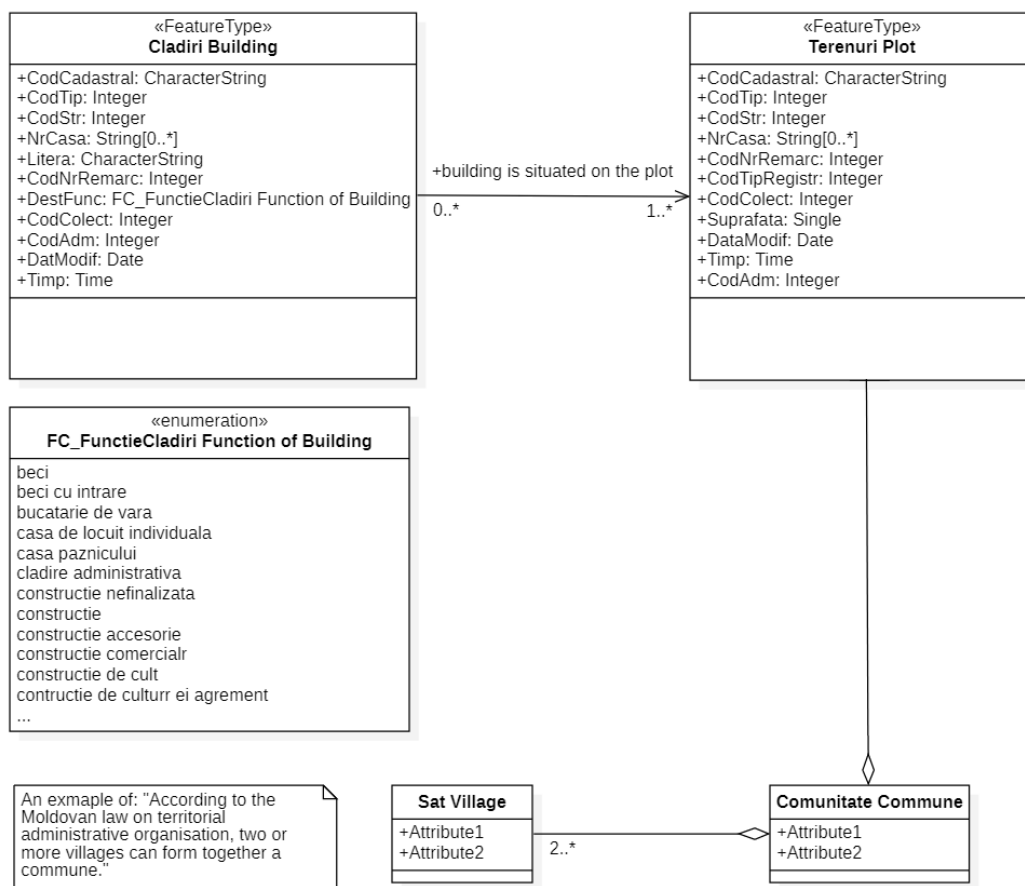 «FeatureType»
Cladiri Building
+CodCadastral: CharacterString
+CodTip: Integer
+CodStr: Integer
+NrCasa: String[0..*]
+Litera: CharacterString
+CodNrRemarc: Integer
+DestFunc: FC_FunctieCladiri Function of Building
+CodColect: Integer
+CodAdm: Integer
+DatModif: Date
+Timp: Time
+building is situated on the plot
0..*
1..*
«FeatureType»
Terenuri Plot
+CodCadastral: CharacterString
+CodTip: Integer
+CodStr: Integer
+NrCasa: String[0..*]
+CodNrRemarc: Integer
+CodTipRegistr: Integer
+CodColect: Integer
+Suprafata: Single
+DataModif: Date
+Timp: Time
+CodAdm: Integer
«enumeration»
FC_FunctieCladiri Function of Building
beci
beci cu intrare
bucatarie de vara
casa de locuit individuala
casa paznicului
cladire administrativa
constructie nefinalizata
constructie
constructie accesorie
constructie comercialr
constructie de cult
contructie de culturr ei agrement
...
An exmaple of: "According to the
Moldovan law on territorial
administrative organisation, two or
more villages can form together a
commune."
Sat Village
+Attribute1
+Attribute2
2..*
Comunitate Commune
+Attribute1
+Attribute2